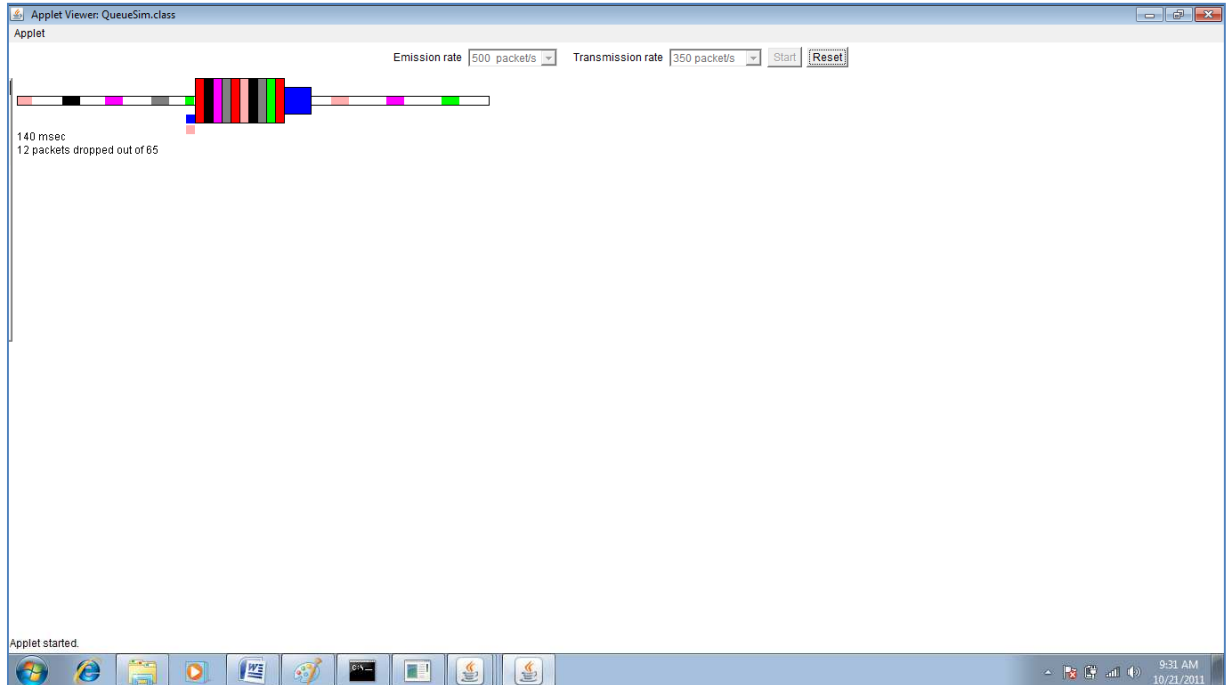 Applet Viewer: QueueSim.class
Applet
Emission rate 500 packet/s Transmission rate 350 packet/s Start Reset
140 msec
12 packets dropped out of 65
Applet started.
9:31 AM
10/21/2011